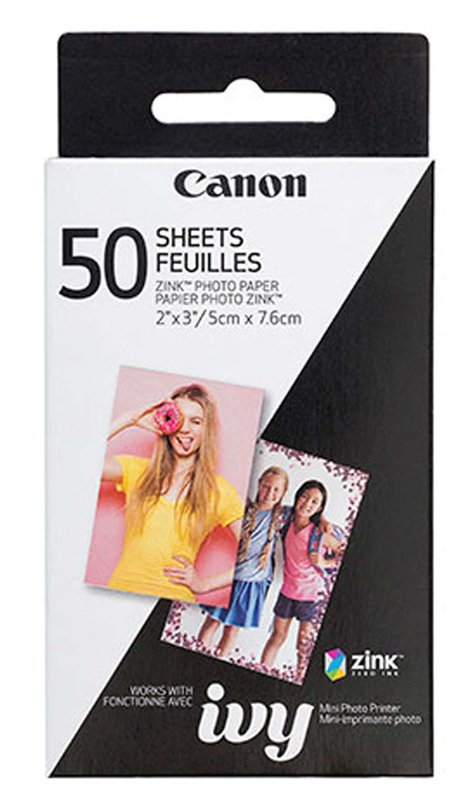 Canon
50 SHEETS
FEUILLES
ZINK™ PHOTO PAPER
PAPIER PHOTO ZINK™
2"x3"/5cm x 7.6cm
zink™
ZERO INK
WORKS WITH
FONCTIONNE AVEC
ivy
Mini Photo Printer
Mini-imprimante photo